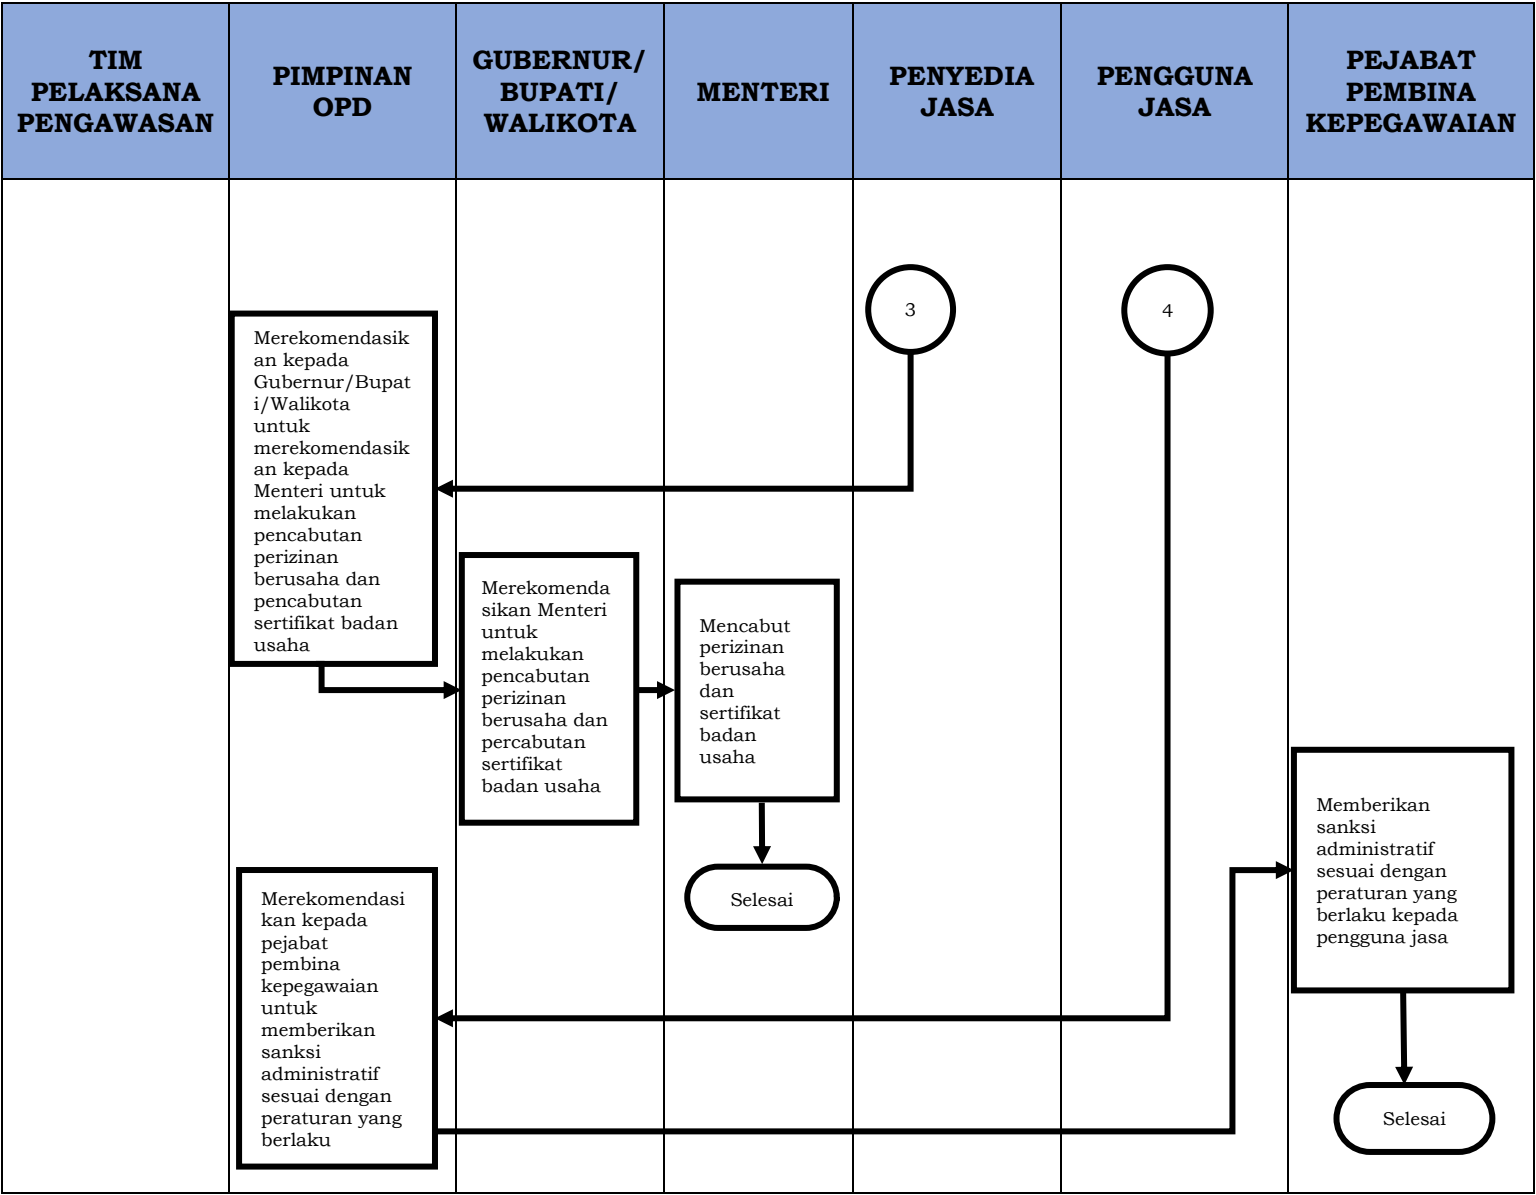 TIM
PELAKSANA
PENGAWASAN
PIMPINAN
OPD
GUBERNUR/
BUPATI/
WALIKOTA
MENTERI
PENYEDIA
JASA
PENGGUNA
JASA
PEJABAT
PEMBINA
KEPEGAWAIAN
3
4
Merekomendasik
an kepada
Gubernur/Bupat
i/Walikota
untuk
merekomendasik
an kepada
Menteri untuk
melakukan
pencabutan
perizinan
berusaha dan
pencabutan
sertifikat badan
usaha
Merekomenda
sikan Menteri
untuk
melakukan
pencabutan
perizinan
berusaha dan
percabutan
sertifikat
badan usaha
Mencabut
perizinan
berusaha
dan
sertifikat
badan
usaha
Selesai
Merekomendasi
kan kepada
pejabat
pembina
kepegawaian
untuk
memberikan
sanksi
administratif
sesuai dengan
peraturan yang
berlaku
Memberikan
sanksi
administratif
sesuai dengan
peraturan yang
berlaku kepada
pengguna jasa
Selesai